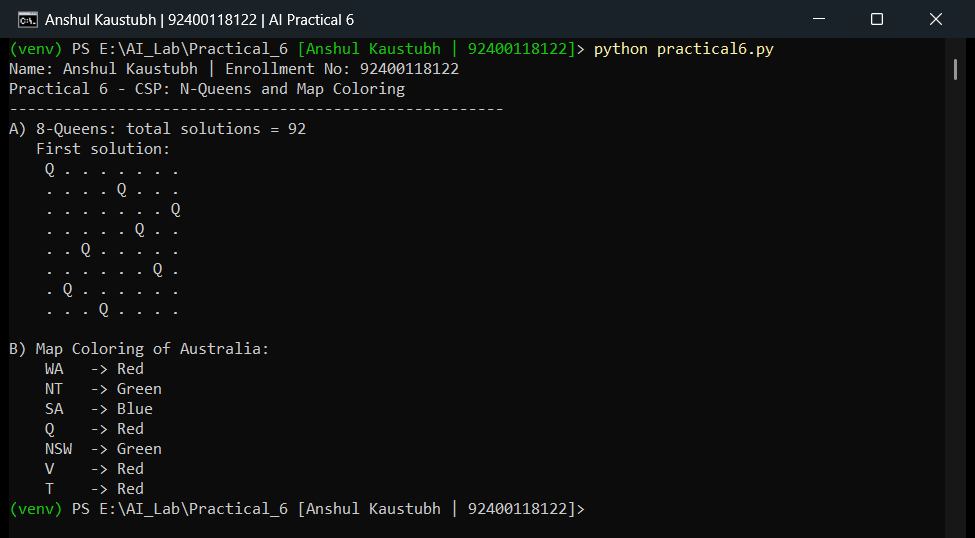 Anshul Kaustubh | 92400118122 | AI Practical 6
(venv) PS E:\AI_Lab\Practical_6 [Anshul Kaustubh | 92400118122]> python practical6.py
Name: Anshul Kaustubh | Enrollment No: 92400118122
Practical 6 - CSP: N-Queens and Map Coloring
-------------------------------------------------------
A) 8-Queens: total solutions = 92
   First solution:
    Q . . . . . . .
    . . . . Q . . .
    . . . . . . . Q
    . . . . . Q . .
    . . Q . . . . .
    . . . . . . Q .
    . Q . . . . . .
    . . . Q . . . .

B) Map Coloring of Australia:
    WA   -> Red
    NT   -> Green
    SA   -> Blue
    Q    -> Red
    NSW  -> Green
    V    -> Red
    T    -> Red
(venv) PS E:\AI_Lab\Practical_6 [Anshul Kaustubh | 92400118122]>